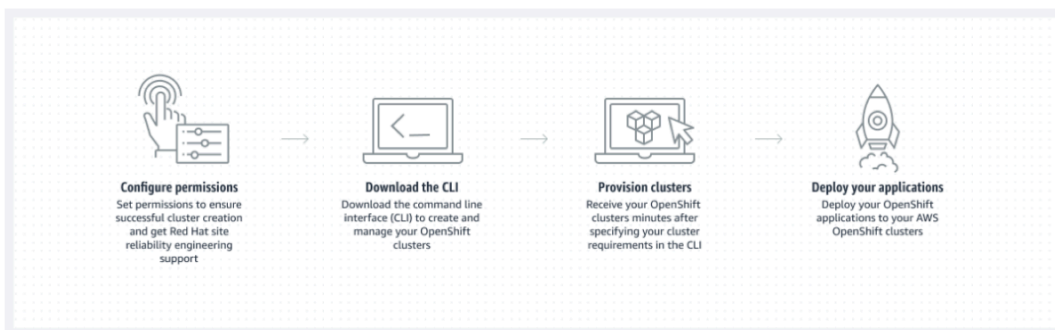 Configure permissions
Set permissions to ensure
successful cluster creation
and get Red Hat site
reliability engineering
support
Download the CLI
Download the command line
interface (CLI) to create and
manage your OpenShift
clusters
Provision clusters
Receive your OpenShift
clusters minutes after
specifying your cluster
requirements in the CLI
Deploy your applications
Deploy your OpenShift
applications to your AWS
OpenShift clusters